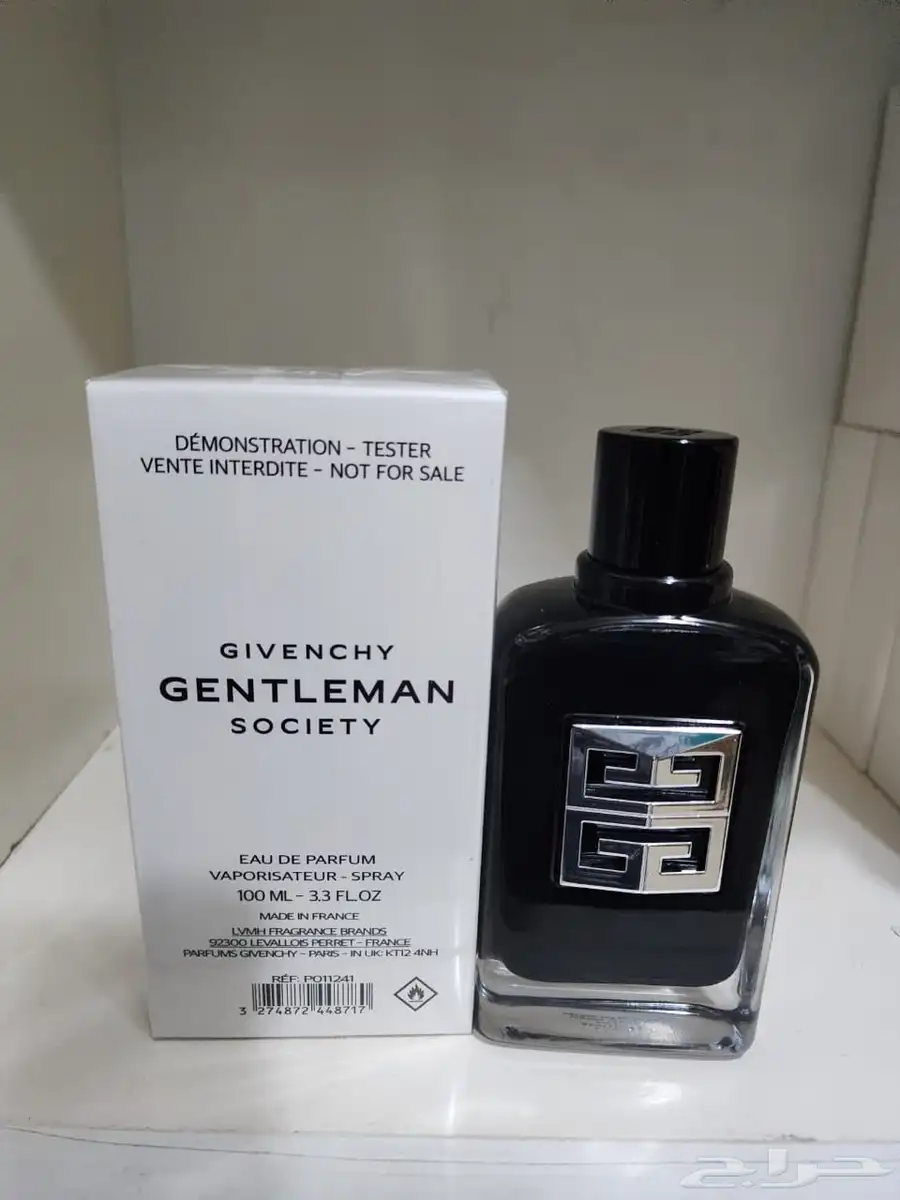 DÉMONSTRATION - TESTER
VENTE INTERDITE - NOT FOR SALE
GIVENCHY
GENTLEMAN
SOCIETY
EAU DE PARFUM
VAPORISATEUR - SPRAY
100 ML - 3.3 FL.OZ
MADE IN FRANCE
LVMH FRAGRANCE BRANDS
92300 LEVALLOIS PERRET - FRANCE
PARFUMS GIVENCHY - PARIS - IN UK: KT12 4NH
RÉF: P011241
3 274872 448717
حراج